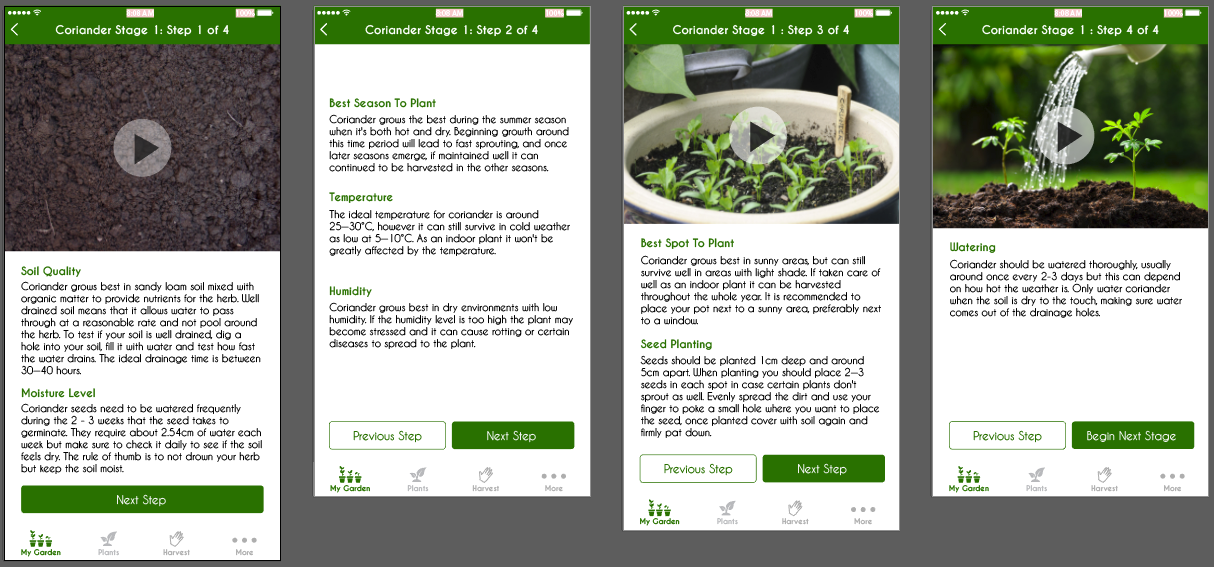 9:08 AM
100%
Coriander Stage 1: Step 1 of 4
Soil Quality
Coriander grows best in sandy loam soil mixed with
organic matter to provide nutrients for the herb. Well
drained soil means that it allows water to pass
through at a reasonable rate and not pool around
the herb. To test if your soil is well drained, dig a
hole into your soil, fill it with water and test how fast
the water drains. The ideal drainage time is between
30–40 hours.
Moisture Level
Coriander seeds need to be watered frequently
during the 2 - 3 weeks that the seed takes to
germinate. They require about 2.54cm of water each
week but make sure to check it daily to see if the soil
feels dry. The rule of thumb is to not drown your herb
but keep the soil moist.
Next Step
My Garden Plants Harvest More
9:08 AM
100%
Coriander Stage 1: Step 2 of 4
Best Season To Plant
Coriander grows the best during the summer season
when it's both hot and dry. Beginning growth around
this time period will lead to fast sprouting, and once
later seasons emerge, if maintained well it can
continued to be harvested in the other seasons.
Temperature
The ideal temperature for coriander is around
25–30°C, however it can still survive in cold weather
as low at 5–10°C. As an indoor plant it won't be
greatly affected by the temperature.
Humidity
Coriander grows best in dry environments with low
humidity. If the humidity level is too high the plant may
become stressed and it can cause rotting or certain
diseases to spread to the plant.
Previous Step Next Step
My Garden Plants Harvest More
9:08 AM
100%
Coriander Stage 1 : Step 3 of 4
Best Spot To Plant
Coriander grows best in sunny areas, but can still
survive well in areas with light shade. If taken care of
well as an indoor plant it can be harvested
throughout the whole year. It is recommended to
place your pot next to a sunny area, preferably next
to a window.
Seed Planting
Seeds should be planted 1cm deep and around
5cm apart. When planting you should place 2–3
seeds in each spot in case certain plants don't
sprout as well. Evenly spread the dirt and use your
finger to poke a small hole where you want to place
the seed, once planted cover with soil again and
firmly pat down.
Previous Step Next Step
My Garden Plants Harvest More
9:08 AM
100%
Coriander Stage 1 : Step 4 of 4
Watering
Coriander should be watered thoroughly, usually
around once every 2-3 days but this can depend
on how hot the weather is. Only water coriander
when the soil is dry to the touch, making sure water
comes out of the drainage holes.
Previous Step Begin Next Stage
My Garden Plants Harvest More